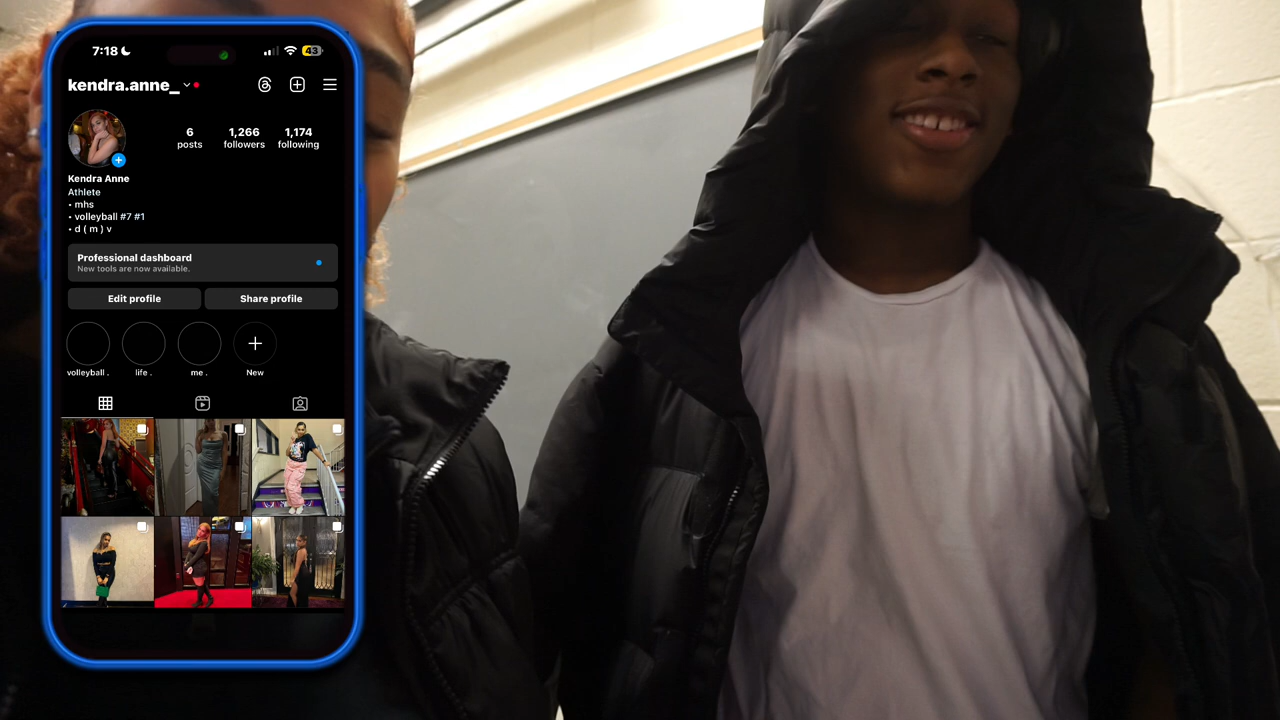 7:18
43
kendra.anne_
6
posts
1,266
followers
1,174
following
Kendra Anne
Athlete
• mhs
• volleyball #7 #1
• d ( m ) v
Professional dashboard
New tools are now available.
Edit profile
Share profile
volleyball .
life .
me .
New